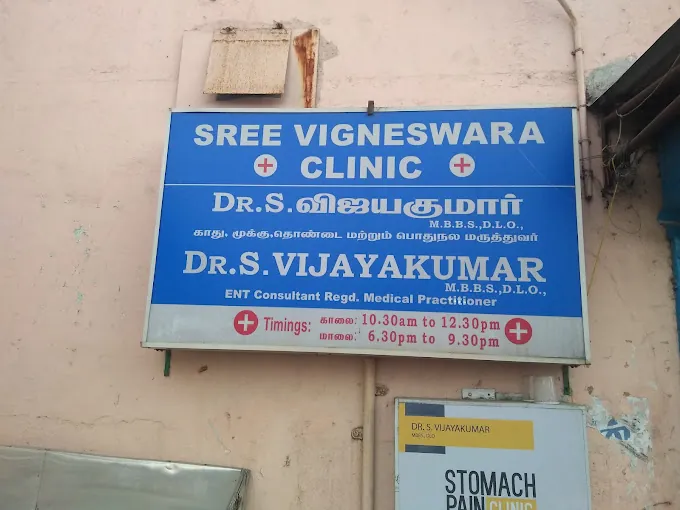 SREE VIGNESWARA
CLINIC
DR.S.விஜயகுமார்
M.B.B.S.,D.L.O.,
காது, மூக்கு,தொண்டை மற்றும் பொதுநல மருத்துவர்
DR.S.VIJAYAKUMAR
M.B.B.S.,D.L.O.,
ENT Consultant Regd. Medical Practitioner
Timings: காலை: 10.30am to 12.30pm
மாலை: 6.30pm to 9.30pm
DR. S. VIJAYAKUMAR
STOMACH
PAIN CLINIC